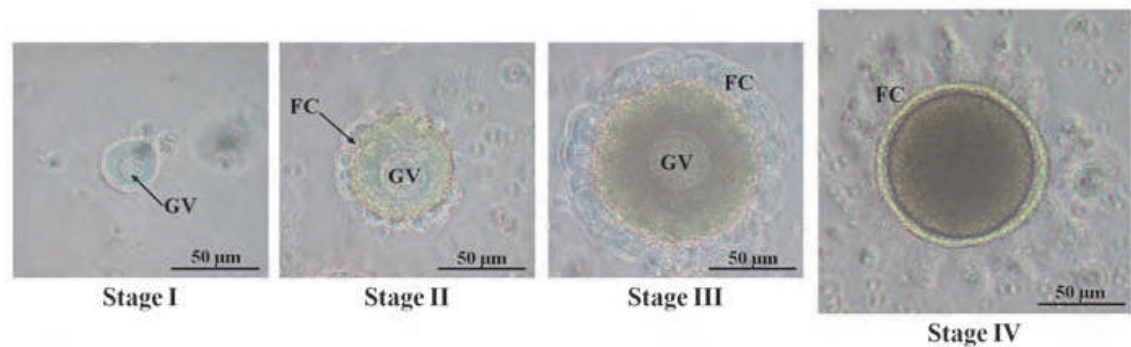 GV
50 μm
Stage I
FC
GV
50 μm
Stage II
FC
GV
50 μm
Stage III
FC
50 μm
Stage IV